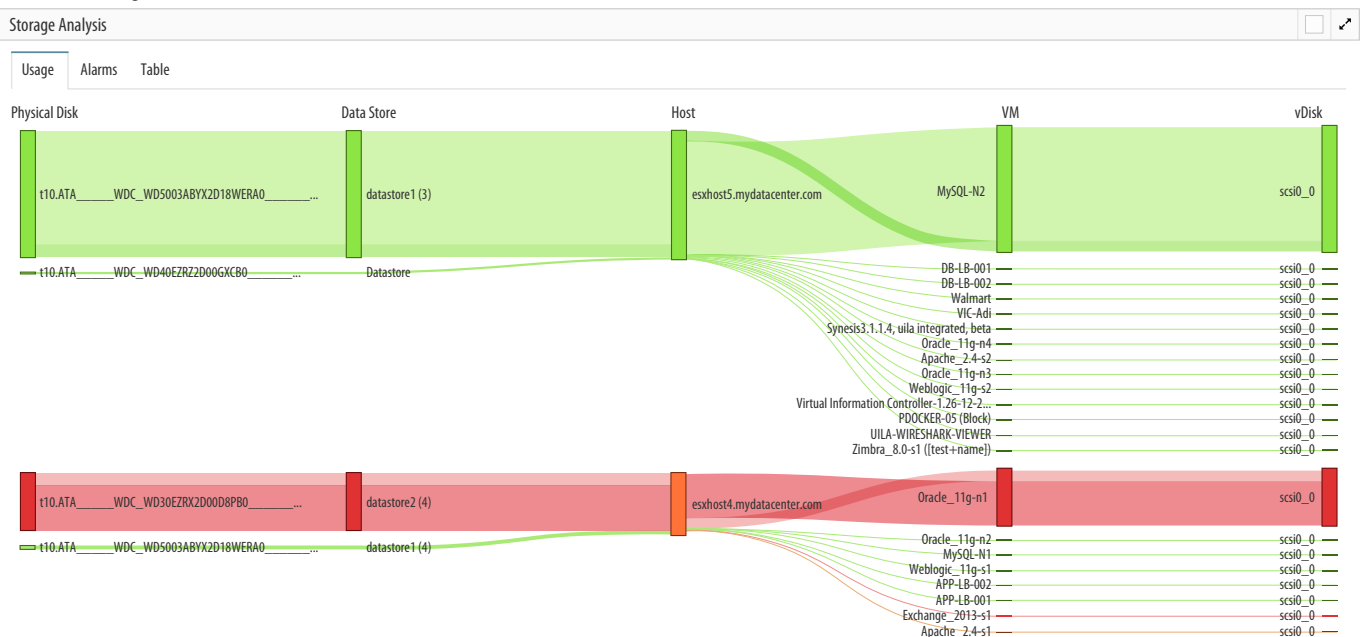 Storage Analysis
Usage Alarms Table
Physical Disk Data Store Host VM vDisk
t10.ATA_____WDC_WD5003ABYX2D18WERA0______... datastore1 (3) esxhost5.mydatacenter.com MySQL-N2 scsi0_0
t10.ATA_____WDC_WD40EZRZ2D00GXCB0______... Datastore DB-LB-001 scsi0_0
DB-LB-002 scsi0_0
Walmart scsi0_0
VIC-Adi scsi0_0
Synesis3.1.1.4, uila integrated, beta scsi0_0
Oracle_11g-n4 scsi0_0
Apache_2.4-s2 scsi0_0
Oracle_11g-n3 scsi0_0
Weblogic_11g-s2 scsi0_0
Virtual Information Controller-1.26-12-2... scsi0_0
PDOCKER-05 (Block) scsi0_0
UILA-WIRESHARK-VIEWER scsi0_0
Zimbra_8.0-s1 ([test+name]) scsi0_0
t10.ATA_____WDC_WD30EZRX2D00D8PB0______... datastore2 (4) esxhost4.mydatacenter.com Oracle_11g-n1 scsi0_0
t10.ATA_____WDC_WD5003ABYX2D18WERA0______... datastore1 (4) Oracle_11g-n2 scsi0_0
MySQL-N1 scsi0_0
Weblogic_11g-s1 scsi0_0
APP-LB-002 scsi0_0
APP-LB-001 scsi0_0
Exchange_2013-s1 scsi0_0
Apache_2.4-s1 scsi0_0